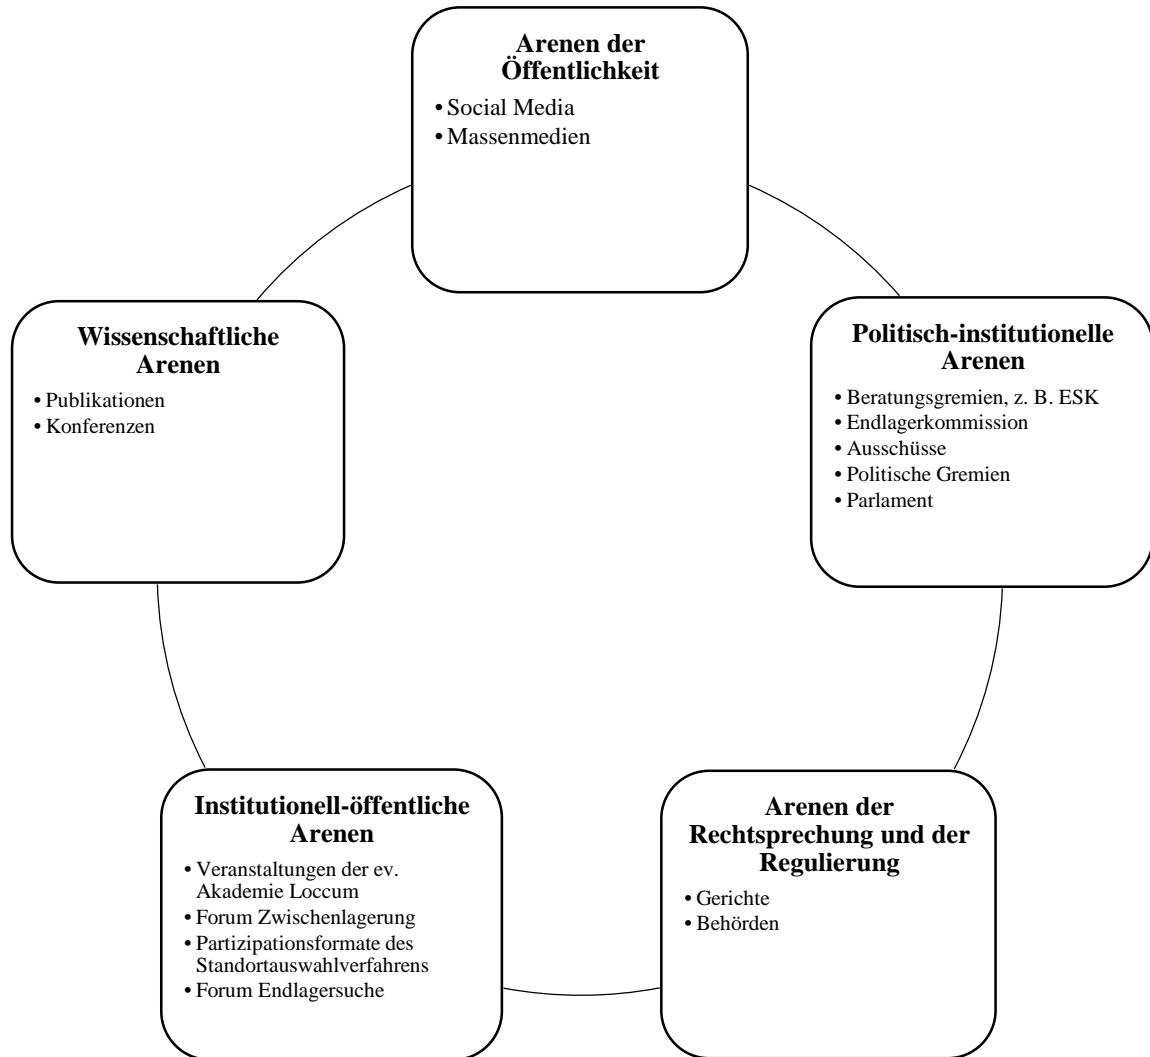 Arenen der
Öffentlichkeit
• Social Media
• Massenmedien
Wissenschaftliche
Arenen
• Publikationen
• Konferenzen
Politisch-institutionelle
Arenen
• Beratungsgremien, z. B. ESK
• Endlagerkommission
• Ausschüsse
• Politische Gremien
• Parlament
Institutionell-öffentliche
Arenen
• Veranstaltungen der ev.
Akademie Loccum
• Forum Zwischenlagerung
• Partizipationsformate des
Standortauswahlverfahrens
• Forum Endlagersuche
Arenen der
Rechtsprechung und der
Regulierung
• Gerichte
• Behörden